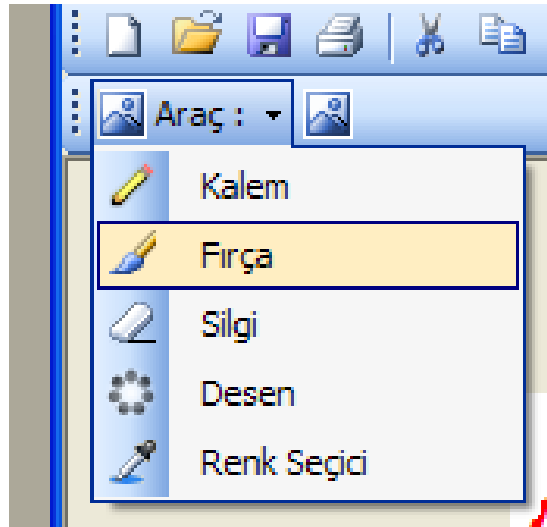 Araç :
Kalem
Fırça
Silgi
Desen
Renk Seçici